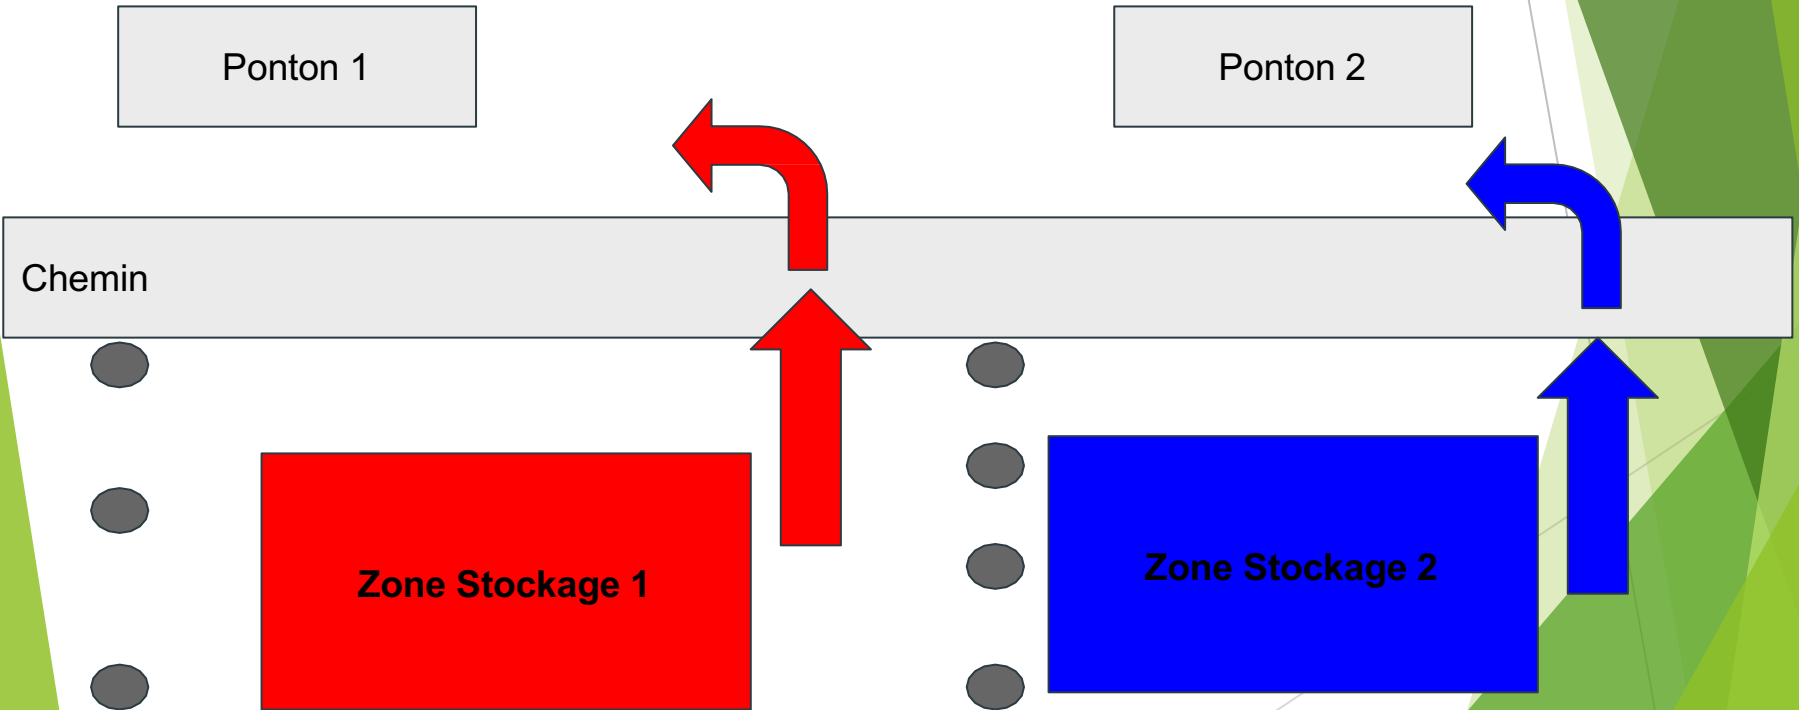 Ponton 1
Ponton 2
Chemin
Zone Stockage 1
Zone Stockage 2